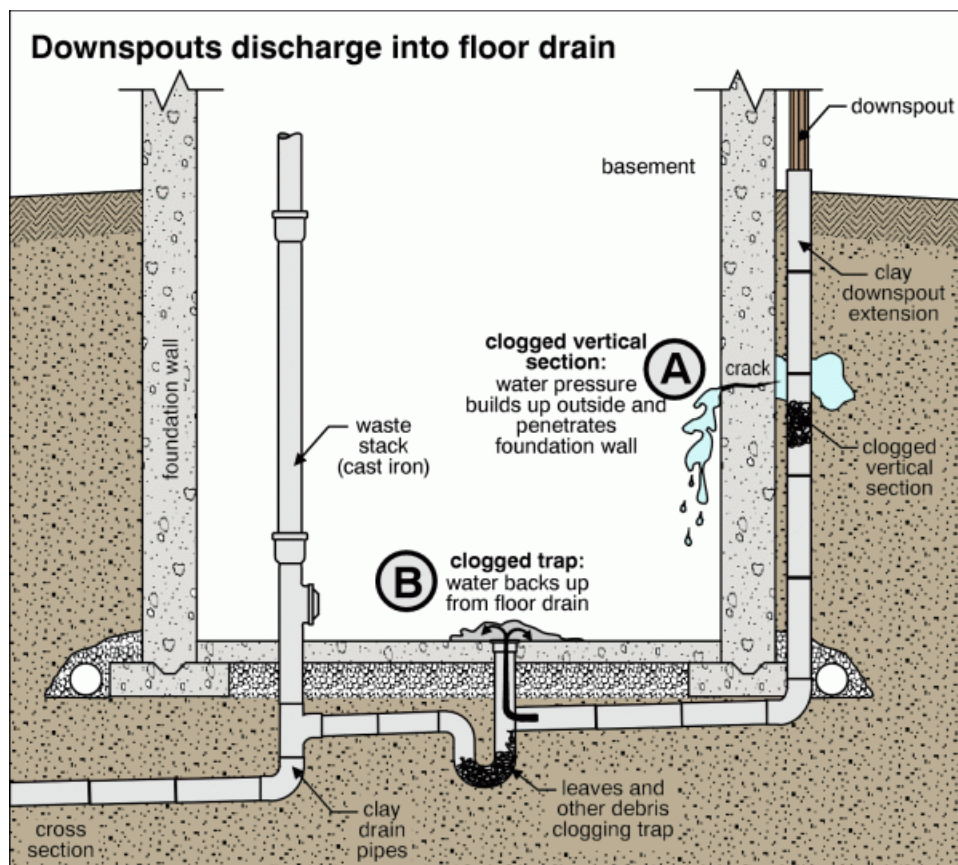 Downspouts discharge into floor drain
downspout
basement
clay
downspout
extension
clogged vertical
section:
water pressure
builds up outside and
penetrates
foundation wall
A
crack
foundation wall
waste
stack
(cast iron)
clogged
vertical
section
B
clogged trap:
water backs up
from floor drain
leaves and
other debris
clogging trap
clay
drain
pipes
cross
section